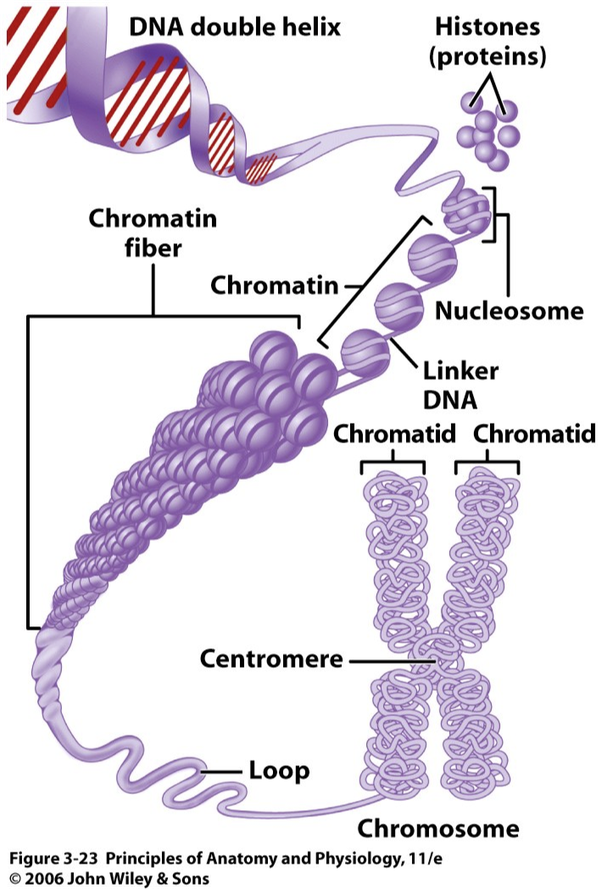 DNA double helix
Histones
(proteins)
Chromatin
fiber
Chromatin
Nucleosome
Linker
DNA
Chromatid
Chromatid
Centromere
Loop
Chromosome
Figure 3-23 Principles of Anatomy and Physiology, 11/e
© 2006 John Wiley & Sons